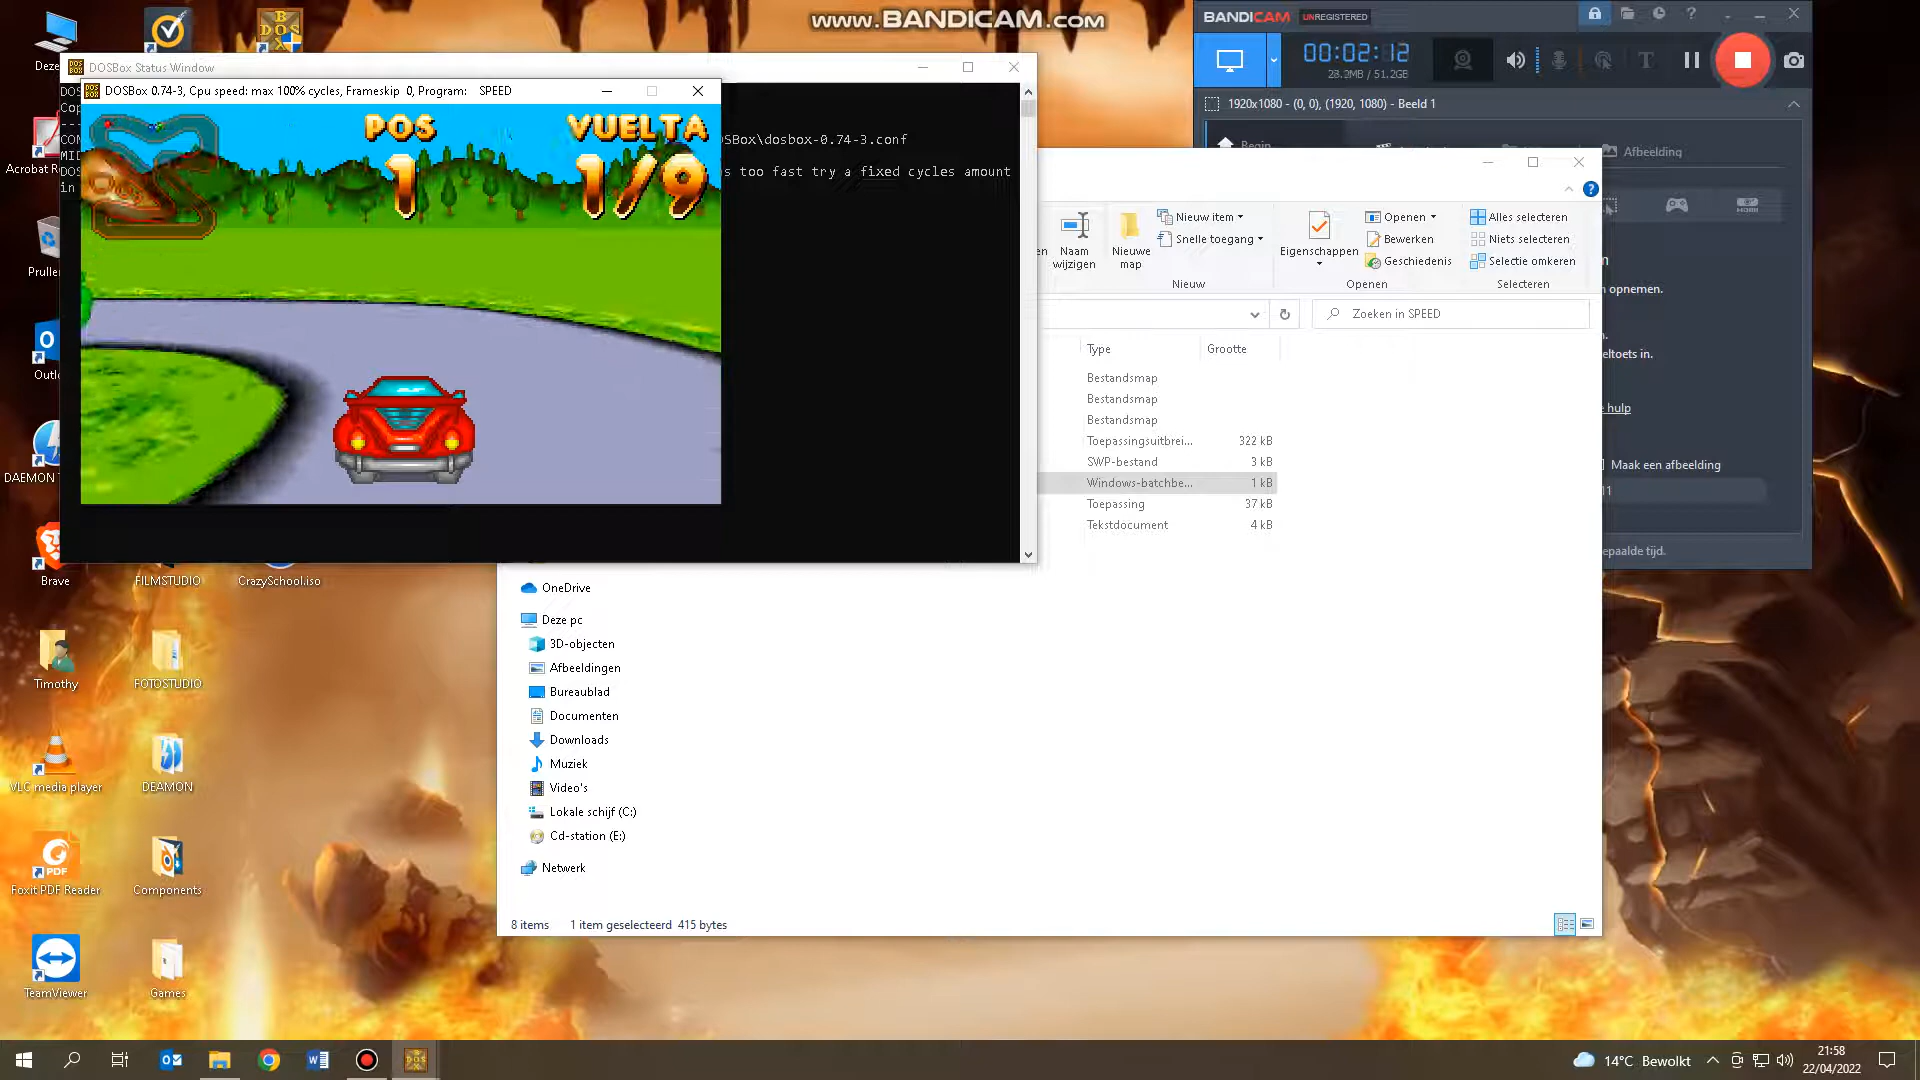 www.BANDICAM.com
BANDICAM UNREGISTERED
00:02:12
28.2MB / 51.2GB
1920x1080 - (0, 0), (1920, 1080) - Beeld 1
Begin
Afbeelding
DOSBox Status Window
DOSBox 0.74-3, Cpu speed: max 100% cycles, Frameskip 0, Program: SPEED
POS
1
VUELTA
1/9
SBox\dosbox-0.74-3.conf
s too fast try a fixed cycles amount
in
Naam wijzigen
Nieuwe map
Nieuw item
Snelle toegang
Nieuw
Eigenschappen
Openen
Bewerken
Geschiedenis
Openen
Alles selecteren
Niets selecteren
Selectie omkeren
Selecteren
Zoeken in SPEED
Type
Grootte
Bestandsmap
Bestandsmap
Bestandsmap
Toepassingsuitbrei... 322 kB
SWP-bestand 3 kB
Windows-batchbe... 1 kB
Toepassing 37 kB
Tekstdocument 4 kB
n opnemen.
eltoets in.
e hulp
Maak een afbeelding
11
epaalde tijd.
OneDrive
Deze pc
3D-objecten
Afbeeldingen
Bureaublad
Documenten
Downloads
Muziek
Video's
Lokale schijf (C:)
Cd-station (E:)
Netwerk
8 items
1 item geselecteerd 415 bytes
Deze
Acrobat R
Prullen
Outlo
DAEMON T
Brave
FILMSTUDIO
CrazySchool.iso
Timothy
FOTOSTUDIO
VLC media player
DEAMON
Foxit PDF Reader
Components
TeamViewer
Games
14°C Bewolkt
21:58
22/04/2022